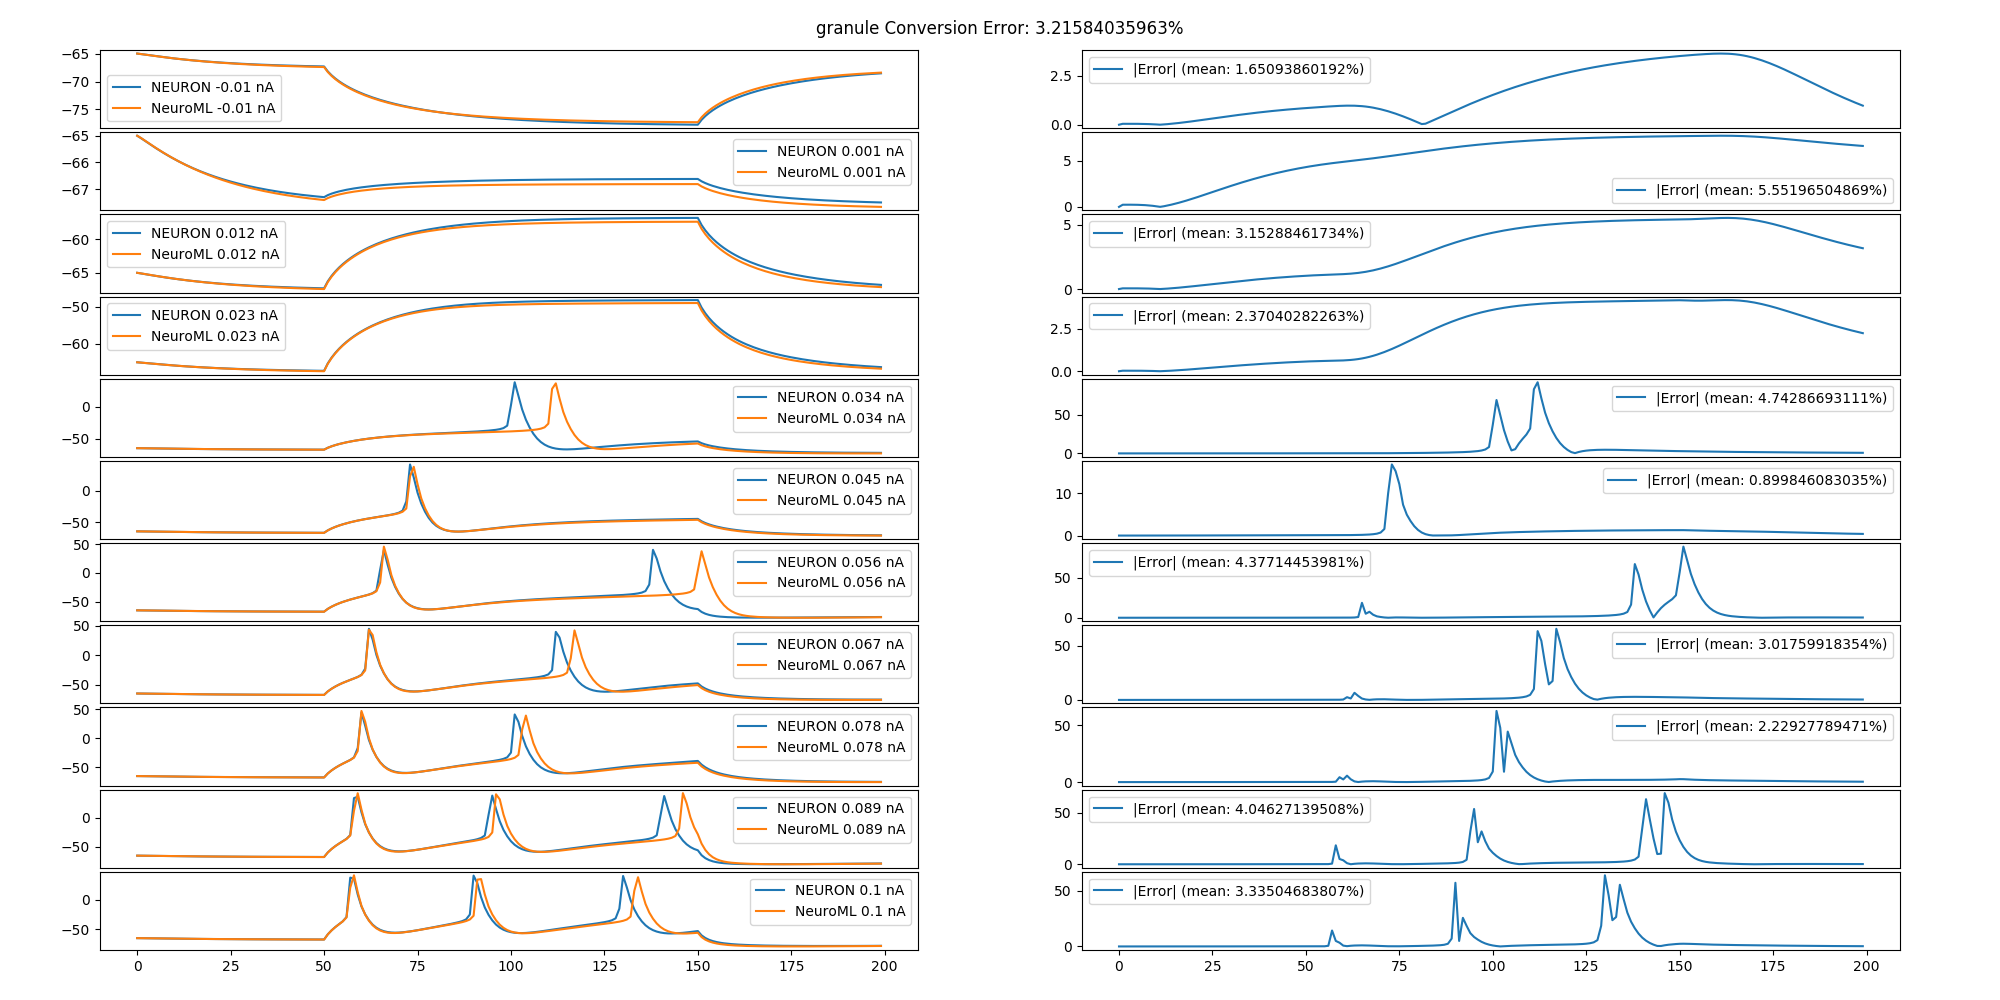 granule Conversion Error: 3.21584035963%
−65
−70
−75
NEURON -0.01 nA
NeuroML -0.01 nA
2.5
0.0
|Error| (mean: 1.65093860192%)
−65
−66
−67
NEURON 0.001 nA
NeuroML 0.001 nA
5
0
|Error| (mean: 5.55196504869%)
−60
−65
NEURON 0.012 nA
NeuroML 0.012 nA
5
0
|Error| (mean: 3.15288461734%)
−50
−60
NEURON 0.023 nA
NeuroML 0.023 nA
2.5
0.0
|Error| (mean: 2.37040282263%)
0
−50
NEURON 0.034 nA
NeuroML 0.034 nA
50
0
|Error| (mean: 4.74286693111%)
0
−50
NEURON 0.045 nA
NeuroML 0.045 nA
10
0
|Error| (mean: 0.899846083035%)
50
0
−50
NEURON 0.056 nA
NeuroML 0.056 nA
50
0
|Error| (mean: 4.37714453981%)
50
0
−50
NEURON 0.067 nA
NeuroML 0.067 nA
50
0
|Error| (mean: 3.01759918354%)
50
0
−50
NEURON 0.078 nA
NeuroML 0.078 nA
50
0
|Error| (mean: 2.22927789471%)
0
−50
NEURON 0.089 nA
NeuroML 0.089 nA
50
0
|Error| (mean: 4.04627139508%)
0
−50
NEURON 0.1 nA
NeuroML 0.1 nA
50
0
|Error| (mean: 3.33504683807%)
0 25 50 75 100 125 150 175 200
0 25 50 75 100 125 150 175 200